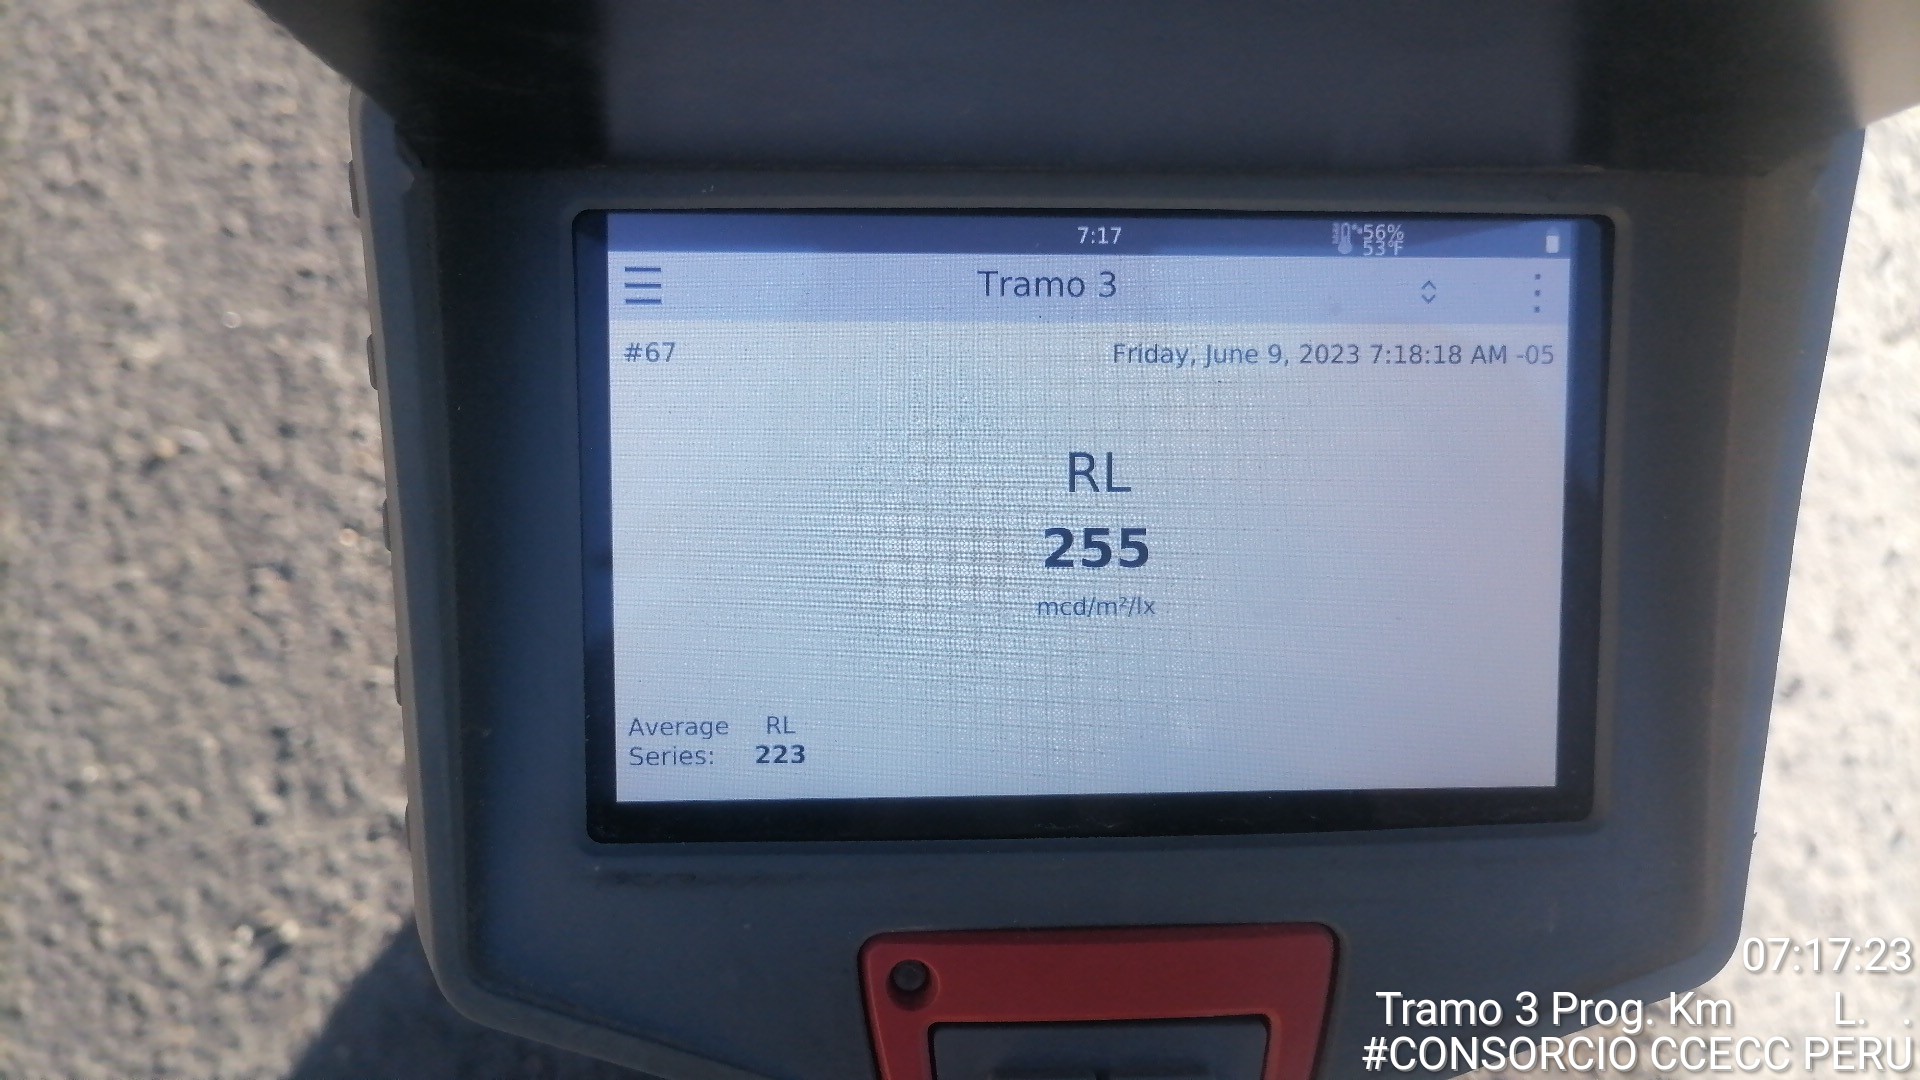 7:17
56%
53°F
Tramo 3
#67
Friday, June 9, 2023 7:18:18 AM -05
RL
255
mcd/m²/lx
Average RL
Series: 223
07:17:23
Tramo 3 Prog. Km L. .
#CONSORCIO CCECC PERU